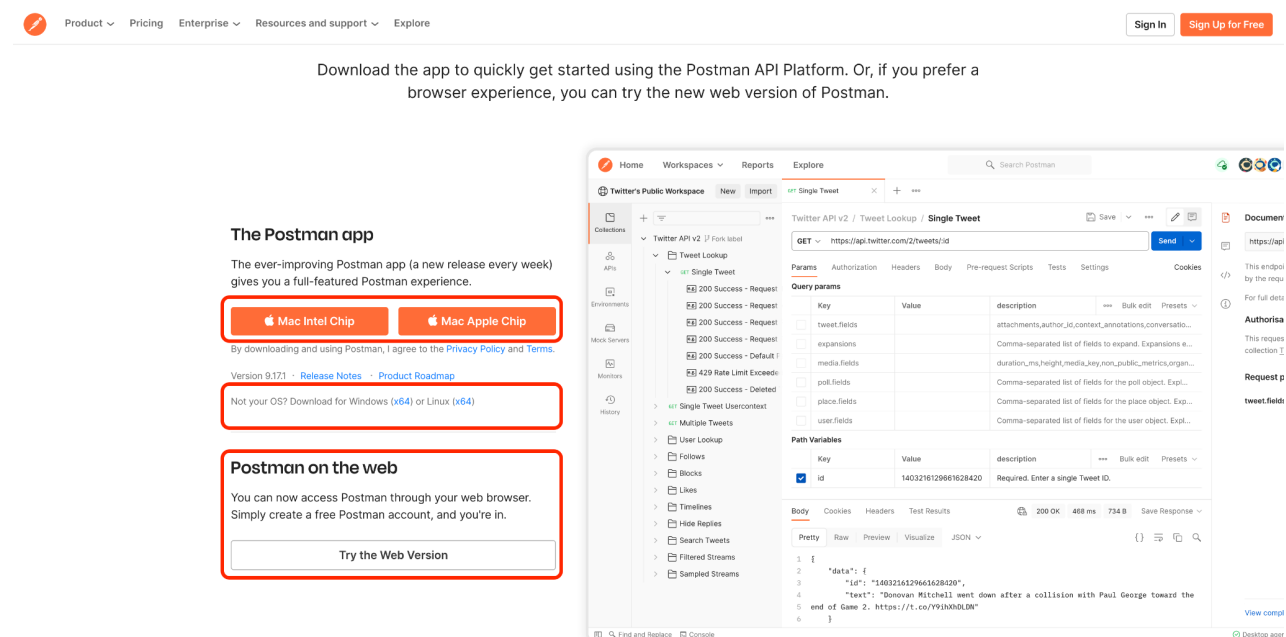 Product Pricing Enterprise Resources and support Explore Sign In Sign Up for Free
Download the app to quickly get started using the Postman API Platform. Or, if you prefer a
browser experience, you can try the new web version of Postman.
The Postman app
The ever-improving Postman app (a new release every week)
gives you a full-featured Postman experience.
Mac Intel Chip Mac Apple Chip
By downloading and using Postman, I agree to the Privacy Policy and Terms.
Version 9.17.1 · Release Notes · Product Roadmap
Not your OS? Download for Windows (x64) or Linux (x64)
Postman on the web
You can now access Postman through your web browser.
Simply create a free Postman account, and you're in.
Try the Web Version
Home Workspaces Reports Explore Search Postman
Twitter's Public Workspace New Import GET Single Tweet
Collections
APIs
Environments
Mock Servers
Monitors
History
Twitter API v2 Fork label
Tweet Lookup
GET Single Tweet
200 Success - Request
200 Success - Request
200 Success - Request
200 Success - Request
200 Success - Default
429 Rate Limit Exceede
200 Success - Deleted
GET Single Tweet Usercontext
GET Multiple Tweets
User Lookup
Follows
Blocks
Likes
Timelines
Hide Replies
Search Tweets
Filtered Streams
Sampled Streams
Twitter API v2 / Tweet Lookup / Single Tweet Save
GET https://api.twitter.com/2/tweets/:id Send
Params Authorization Headers Body Pre-request Scripts Tests Settings Cookies
Query params
Key Value description Bulk edit Presets
tweet.fields attachments,author_id,context_annotations,conversatio...
expansions Comma-separated list of fields to expand. Expansions e...
media.fields duration_ms,height,media_key,non_public_metrics,organ...
poll.fields Comma-separated list of fields for the poll object. Expl...
place.fields Comma-separated list of fields for the place object. Exp...
user.fields Comma-separated list of fields for the user object. Expl...
Path Variables
Key Value description Bulk edit Presets
id 1403216129661628420 Required. Enter a single Tweet ID.
Body Cookies Headers Test Results 200 OK 468 ms 734 B Save Response
Pretty Raw Preview Visualize JSON
1 {
2 "data": {
3 "id": "1403216129661628420",
4 "text": "Donovan Mitchell went down after a collision with Paul George toward the
5 end of Game 2. https://t.co/Y9ihXhDLDN"
6 }
Find and Replace Console
Document
https://api
This endpoi
by the requ
For full deta
Authorisa
This reques
collection T
Request p
tweet.fields
View compl
Desktop age